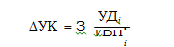 ΔУК = З УДi
i